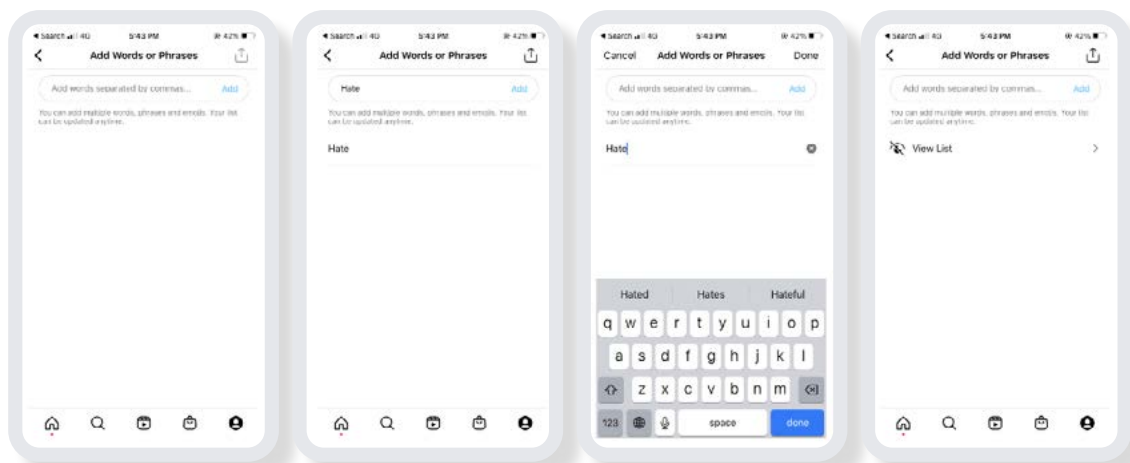 Search 4G 5:43 PM 42%
Add Words or Phrases
Add words separated by commas... Add
You can add multiple words, phrases and emojis. Your list
can be updated anytime.
Search 4G 5:43 PM 42%
Add Words or Phrases
Hate Add
You can add multiple words, phrases and emojis. Your list
can be updated anytime.
Hate
Search 4G 5:43 PM 42%
Cancel Add Words or Phrases Done
Add words separated by commas... Add
You can add multiple words, phrases and emojis. Your list
can be updated anytime.
Hate
Hated Hates Hateful
q w e r t y u i o p
a s d f g h j k l
z x c v b n m
123 space done
Search 4G 5:43 PM 42%
Add Words or Phrases
Add words separated by commas... Add
You can add multiple words, phrases and emojis. Your list
can be updated anytime.
View List